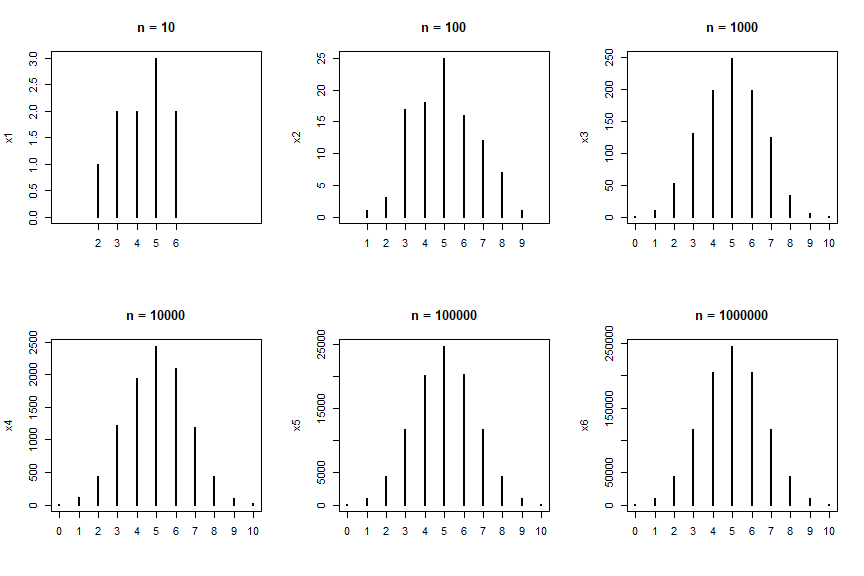 n = 10
x1
0.0 0.5 1.0 1.5 2.0 2.5 3.0
2 3 4 5 6
n = 100
x2
0 5 10 15 20 25
1 2 3 4 5 6 7 8 9
n = 1000
x3
0 50 100 150 200 250
0 1 2 3 4 5 6 7 8 9 10
n = 10000
x4
0 500 1000 1500 2000 2500
0 1 2 3 4 5 6 7 8 9 10
n = 100000
x5
0 5000 15000 25000
0 1 2 3 4 5 6 7 8 9 10
n = 1000000
x6
0 50000 150000 250000
0 1 2 3 4 5 6 7 8 9 10